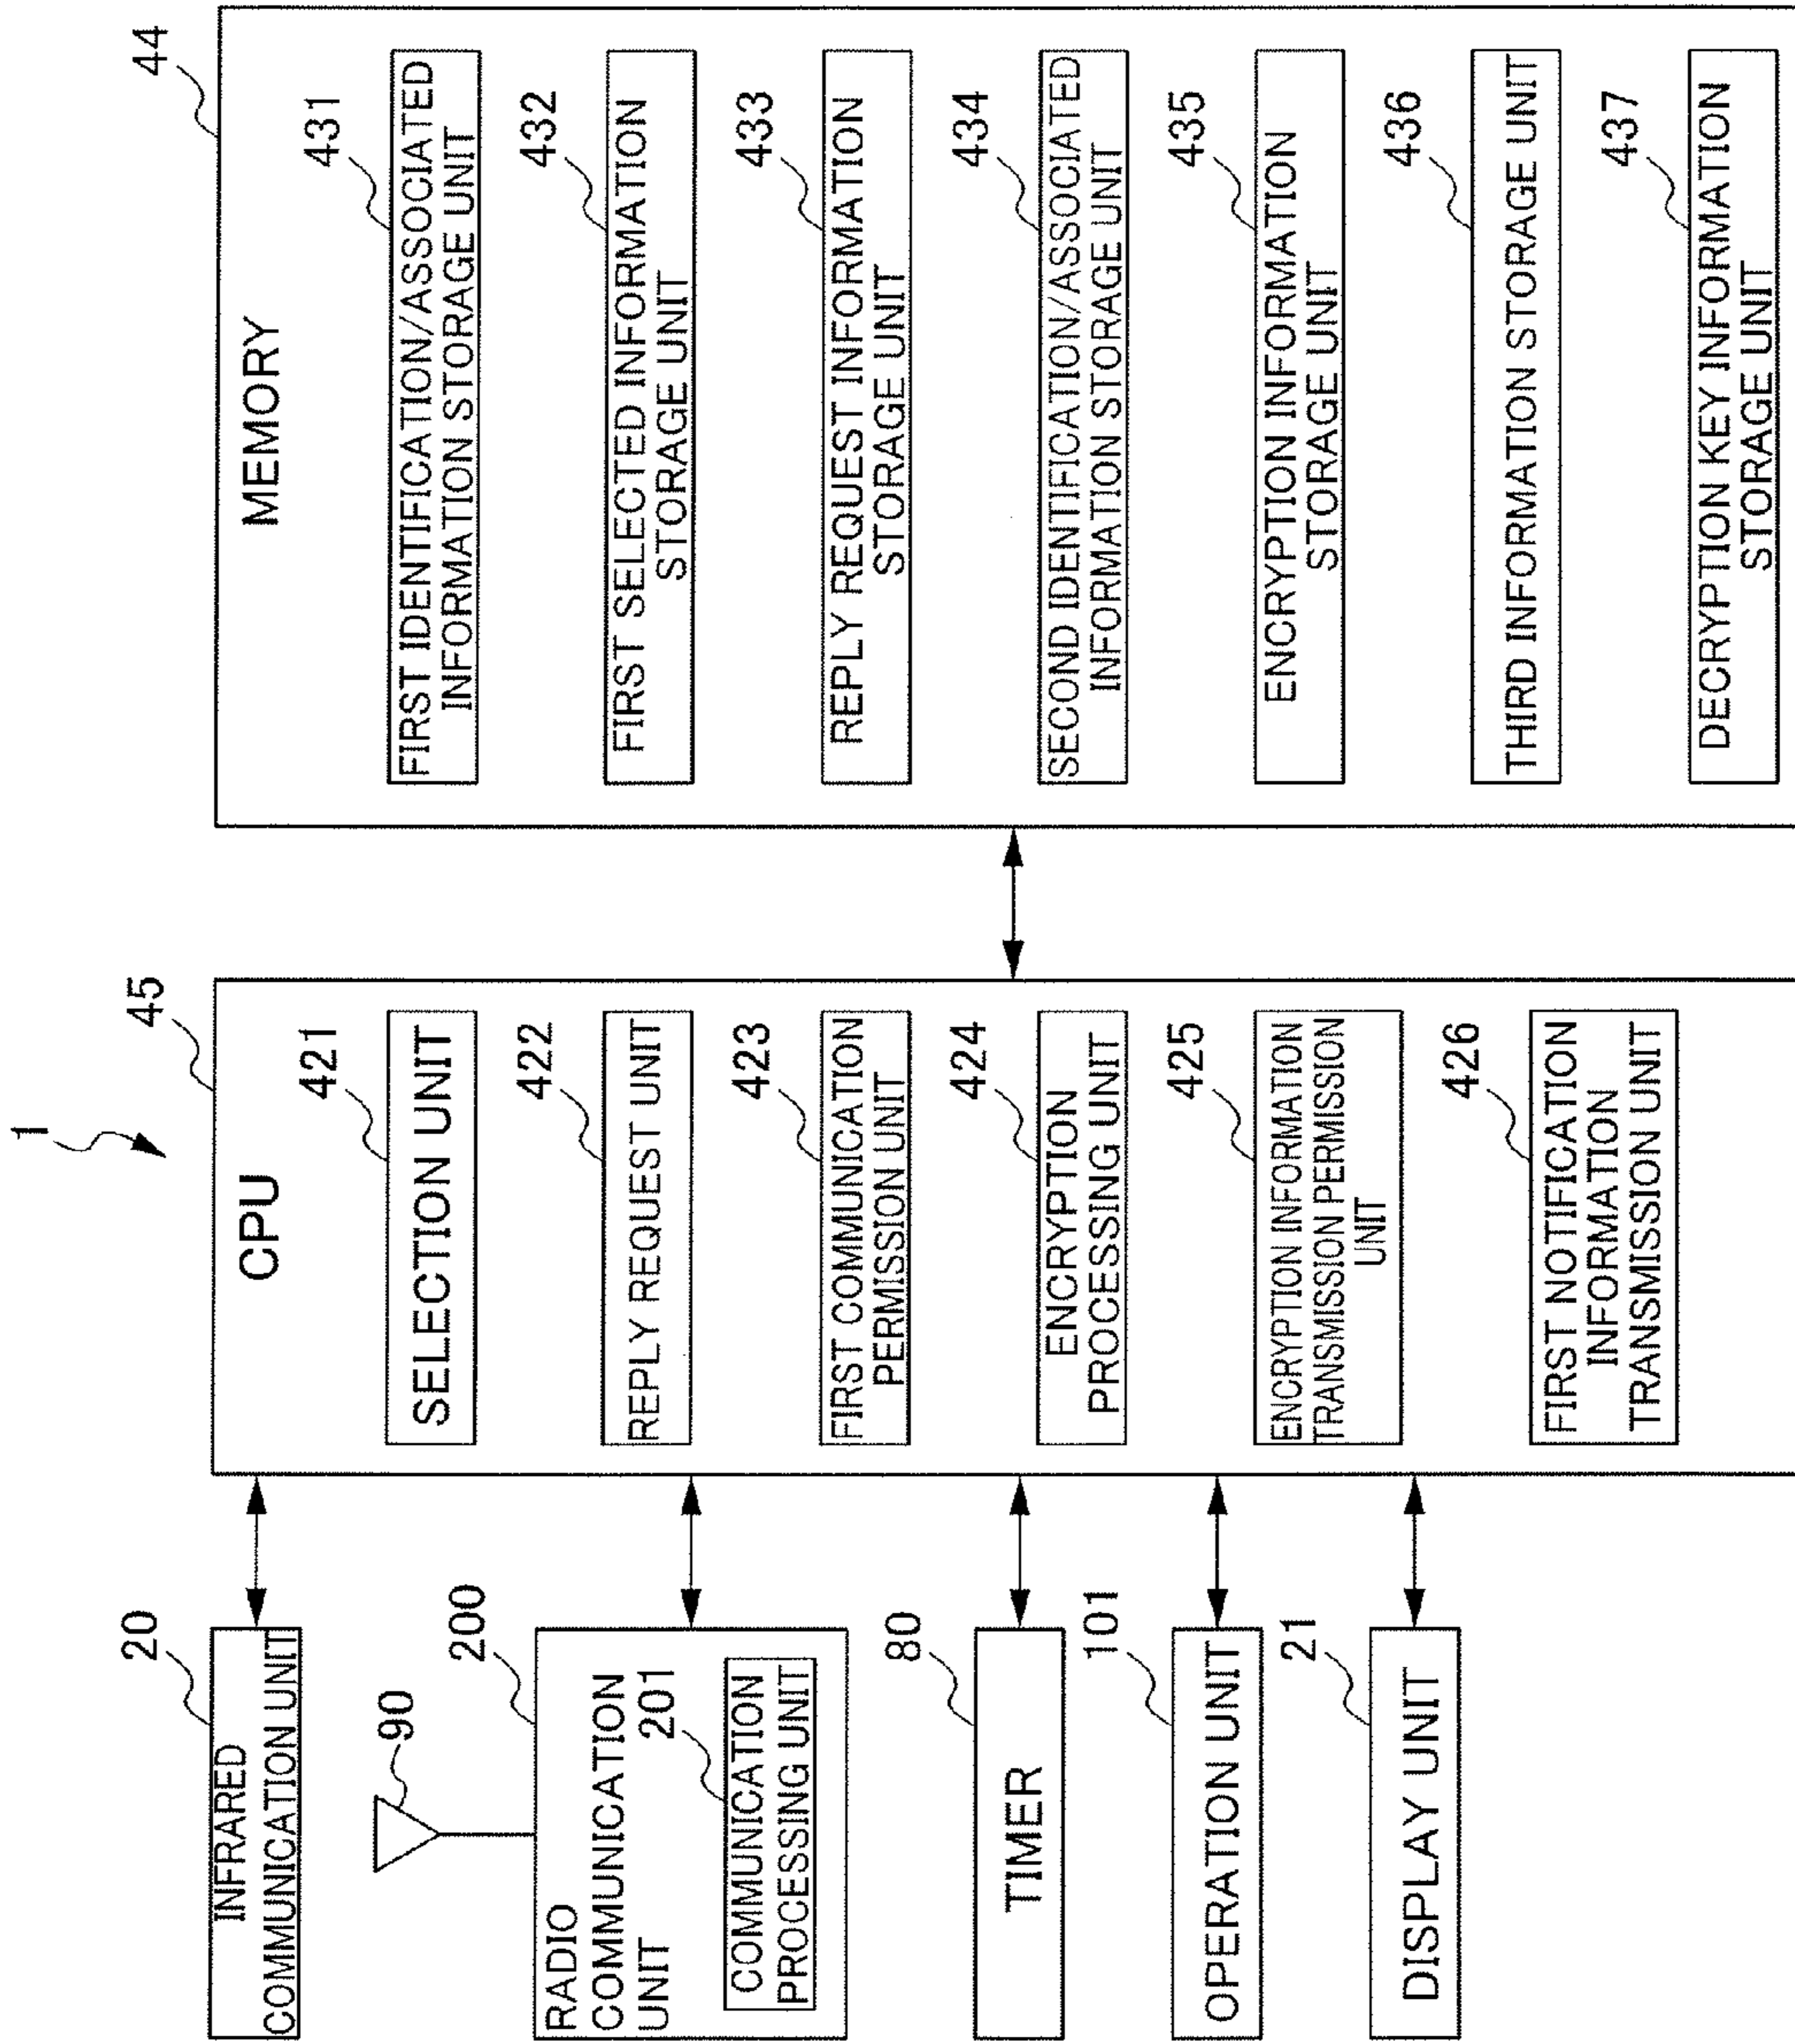 1
20
INFRARED
COMMUNICATION UNIT
90
200
RADIO
COMMUNICATION
UNIT
201
COMMUNICATION
PROCESSING UNIT
80
TIMER
101
OPERATION UNIT
21
DISPLAY UNIT
45
CPU
421
SELECTION UNIT
422
REPLY REQUEST UNIT
423
FIRST COMMUNICATION
PERMISSION UNIT
424
ENCRYPTION
PROCESSING UNIT
425
ENCRYPTION INFORMATION
TRANSMISSION PERMISSION
UNIT
426
FIRST NOTIFICATION
INFORMATION
TRANSMISSION UNIT
44
MEMORY
431
FIRST IDENTIFICATION/ASSOCIATED
INFORMATION STORAGE UNIT
432
FIRST SELECTED INFORMATION
STORAGE UNIT
433
REPLY REQUEST INFORMATION
STORAGE UNIT
434
SECOND IDENTIFICATION/ASSOCIATED
INFORMATION STORAGE UNIT
435
ENCRYPTION INFORMATION
STORAGE UNIT
436
THIRD INFORMATION STORAGE UNIT
437
DECRYPTION KEY INFORMATION
STORAGE UNIT